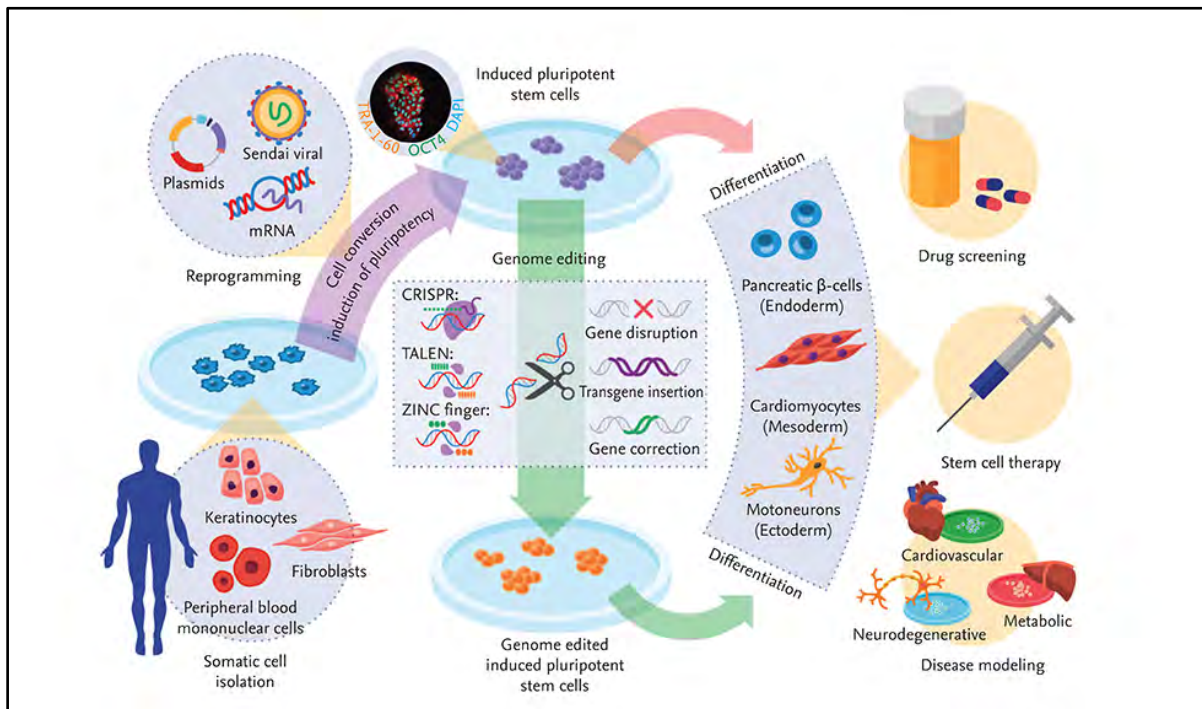 Plasmids
Sendai viral
mRNA
Reprogramming
TRA-1-60 OCT4 DAPI
Induced pluripotent
stem cells
Cell conversion
induction of pluripotency
Keratinocytes
Fibroblasts
Peripheral blood
mononuclear cells
Somatic cell
isolation
Genome editing
CRISPR:
TALEN:
ZINC finger:
Gene disruption
Transgene insertion
Gene correction
Genome edited
induced pluripotent
stem cells
Differentiation
Pancreatic β-cells
(Endoderm)
Cardiomyocytes
(Mesoderm)
Motoneurons
(Ectoderm)
Differentiation
Drug screening
Stem cell therapy
Cardiovascular
Neurodegenerative
Metabolic
Disease modeling